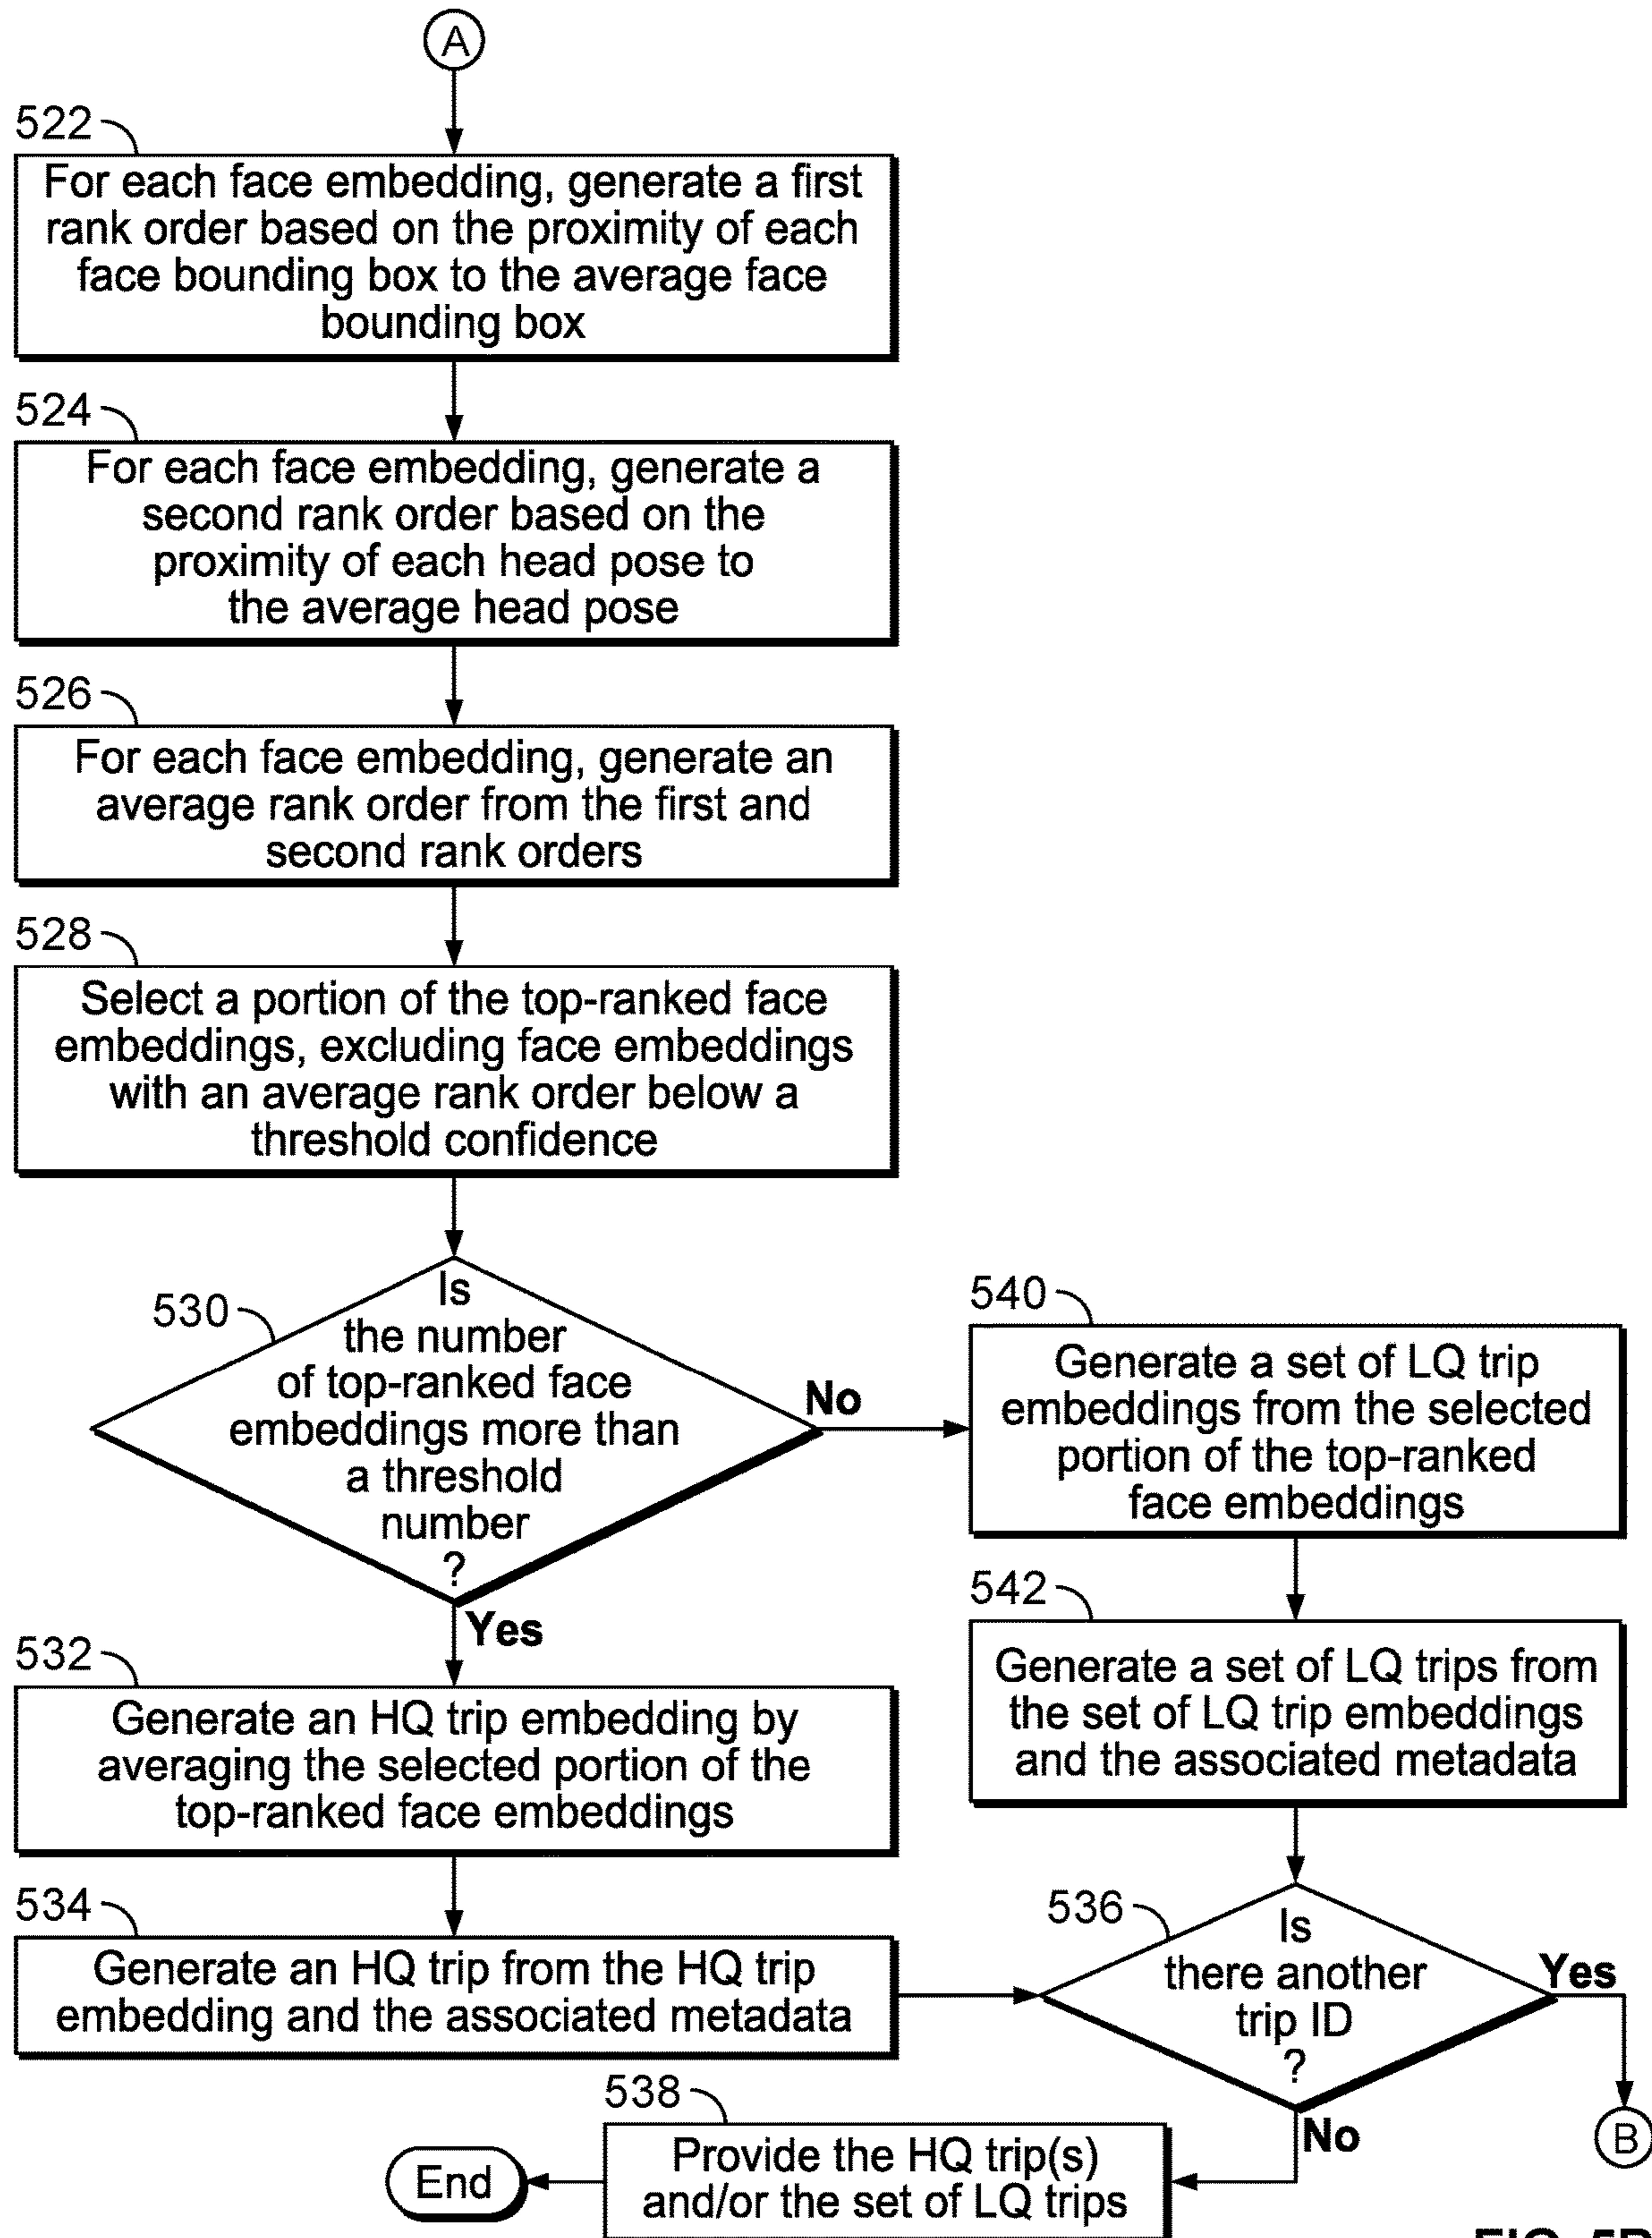 A
522
For each face embedding, generate a first
rank order based on the proximity of each
face bounding box to the average face
bounding box
524
For each face embedding, generate a
second rank order based on the
proximity of each head pose to
the average head pose
526
For each face embedding, generate an
average rank order from the first and
second rank orders
528
Select a portion of the top-ranked face
embeddings, excluding face embeddings
with an average rank order below a
threshold confidence
530
Is
the number
of top-ranked face
embeddings more than
a threshold
number
?
No
Yes
540
Generate a set of LQ trip
embeddings from the selected
portion of the top-ranked
face embeddings
542
Generate a set of LQ trips from
the set of LQ trip embeddings
and the associated metadata
532
Generate an HQ trip embedding by
averaging the selected portion of the
top-ranked face embeddings
534
Generate an HQ trip from the HQ trip
embedding and the associated metadata
536
Is
there another
trip ID
?
Yes
B
No
538
Provide the HQ trip(s)
and/or the set of LQ trips
End